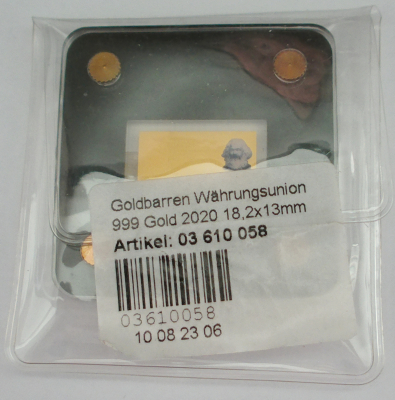 Goldbarren Währungsunion
999 Gold 2020 18,2x13mm
Artikel: 03 610 058
03610058
10 08 23 06